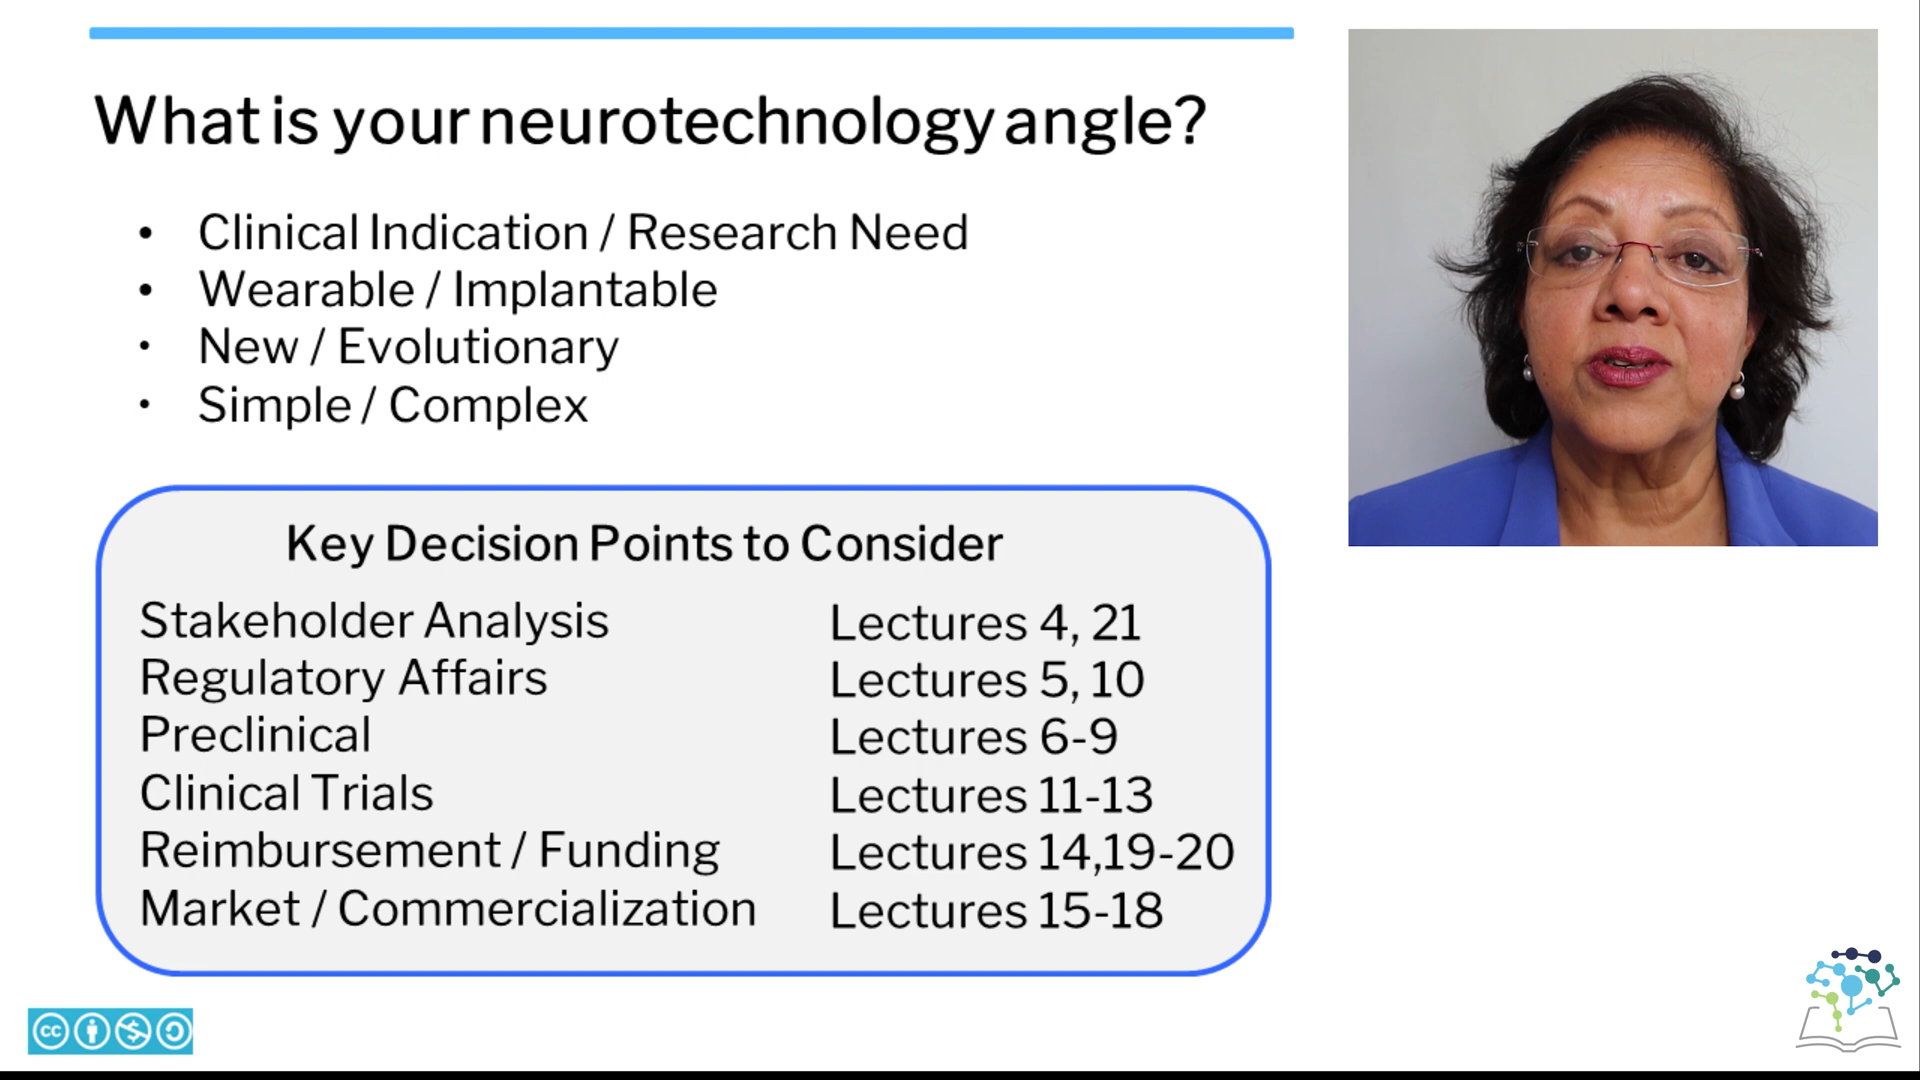 What is your neurotechnology angle?
• Clinical Indication / Research Need
• Wearable / Implantable
• New / Evolutionary
• Simple / Complex
Key Decision Points to Consider
Stakeholder Analysis Lectures 4, 21
Regulatory Affairs Lectures 5, 10
Preclinical Lectures 6-9
Clinical Trials Lectures 11-13
Reimbursement / Funding Lectures 14,19-20
Market / Commercialization Lectures 15-18
cc